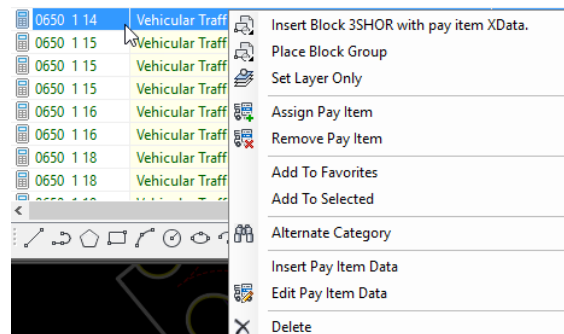 0650 1 14 Vehicular Traff
0650 1 15 Vehicular Traff
0650 1 15 Vehicular Traff
0650 1 15 Vehicular Traff
0650 1 16 Vehicular Traff
0650 1 16 Vehicular Traff
0650 1 18 Vehicular Traff
0650 1 18 Vehicular Traff
Insert Block 3SHOR with pay item XData.
Place Block Group
Set Layer Only
Assign Pay Item
Remove Pay Item
Add To Favorites
Add To Selected
Alternate Category
Insert Pay Item Data
Edit Pay Item Data
Delete